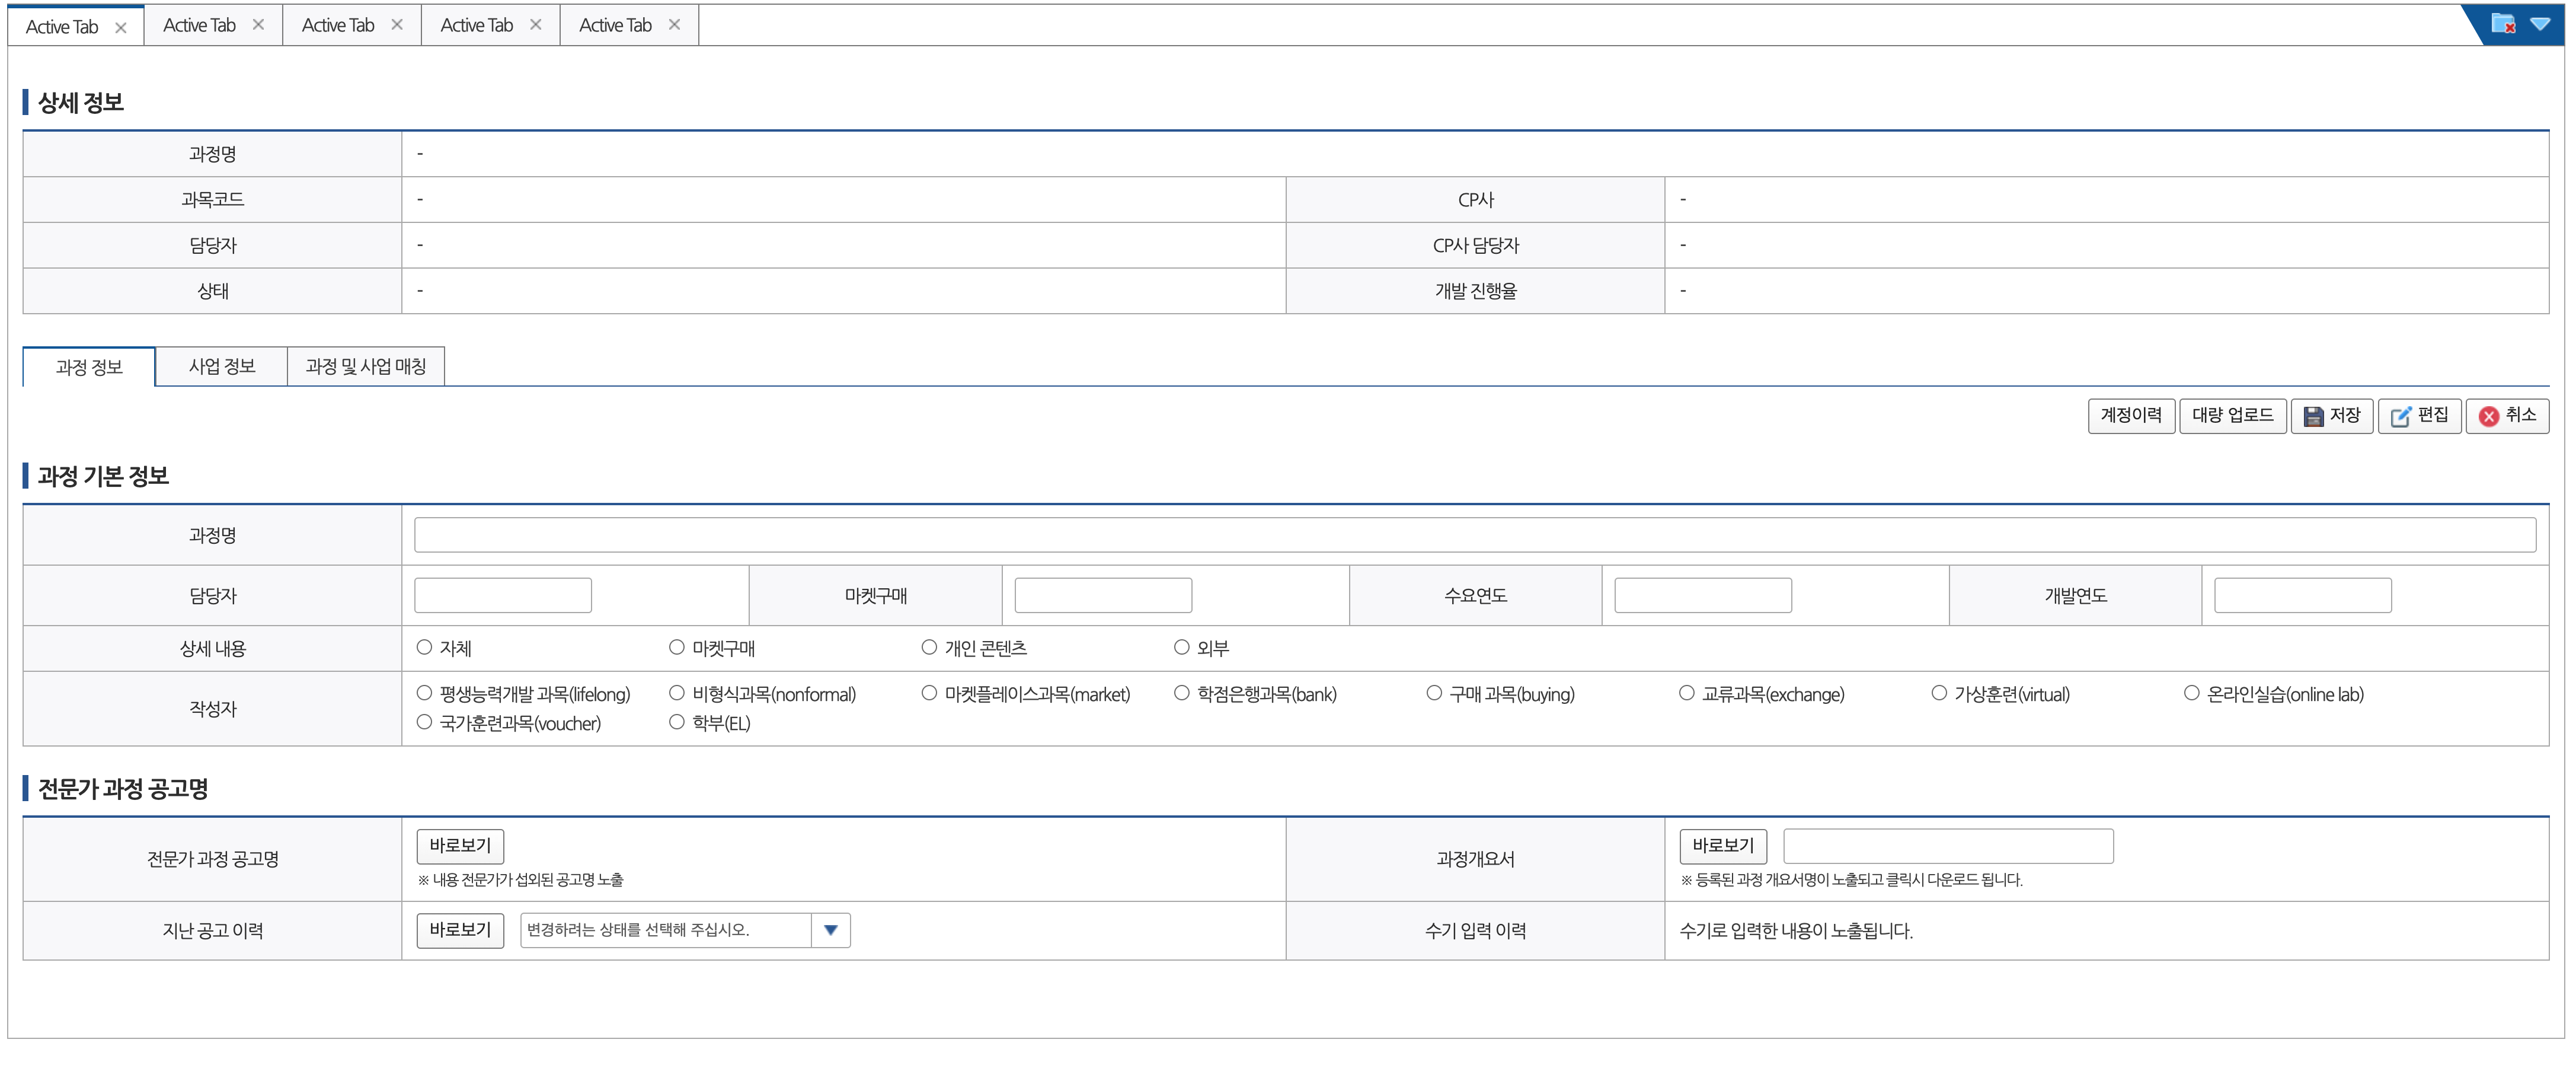 Active Tab
Active Tab
Active Tab
Active Tab
Active Tab
상세 정보
과정명 -
과목코드 - CP사 -
담당자 - CP사 담당자 -
상태 - 개발 진행율 -
과정 정보 사업 정보 과정 및 사업 매칭
계정이력 대량 업로드 저장 편집 취소
과정 기본 정보
과정명
담당자 마켓구매 수요연도 개발연도
상세 내용 자체 마켓구매 개인 콘텐츠 외부
작성자 평생능력개발 과목(lifelong) 비형식과목(nonformal) 마켓플레이스과목(market) 학점은행과목(bank) 구매 과목(buying) 교류과목(exchange) 가상훈련(virtual) 온라인실습(online lab)
국가훈련과목(voucher) 학부(EL)
전문가 과정 공고명
전문가 과정 공고명 바로보기
※ 내용 전문가가 섭외된 공고명 노출
과정개요서 바로보기
※ 등록된 과정 개요서명이 노출되고 클릭시 다운로드 됩니다.
지난 공고 이력 바로보기 변경하려는 상태를 선택해 주십시오.
수기 입력 이력 수기로 입력한 내용이 노출됩니다.